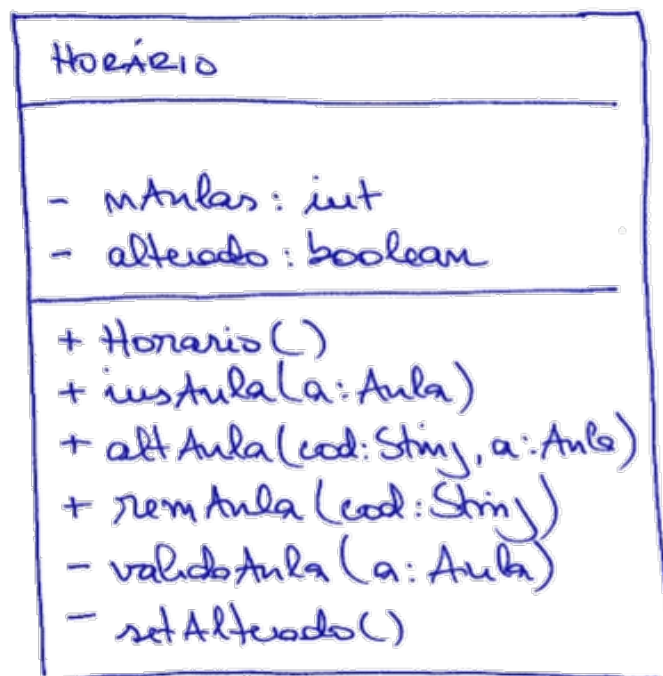 HORÁRIO
- nAulas: int
- alterado: boolean
+ Horario()
+ insAula(a: Aula)
+ altAula(cod: String, a: Aula)
+ remAula(cod: String)
- validaAula(a: Aula)
- setAlterado()